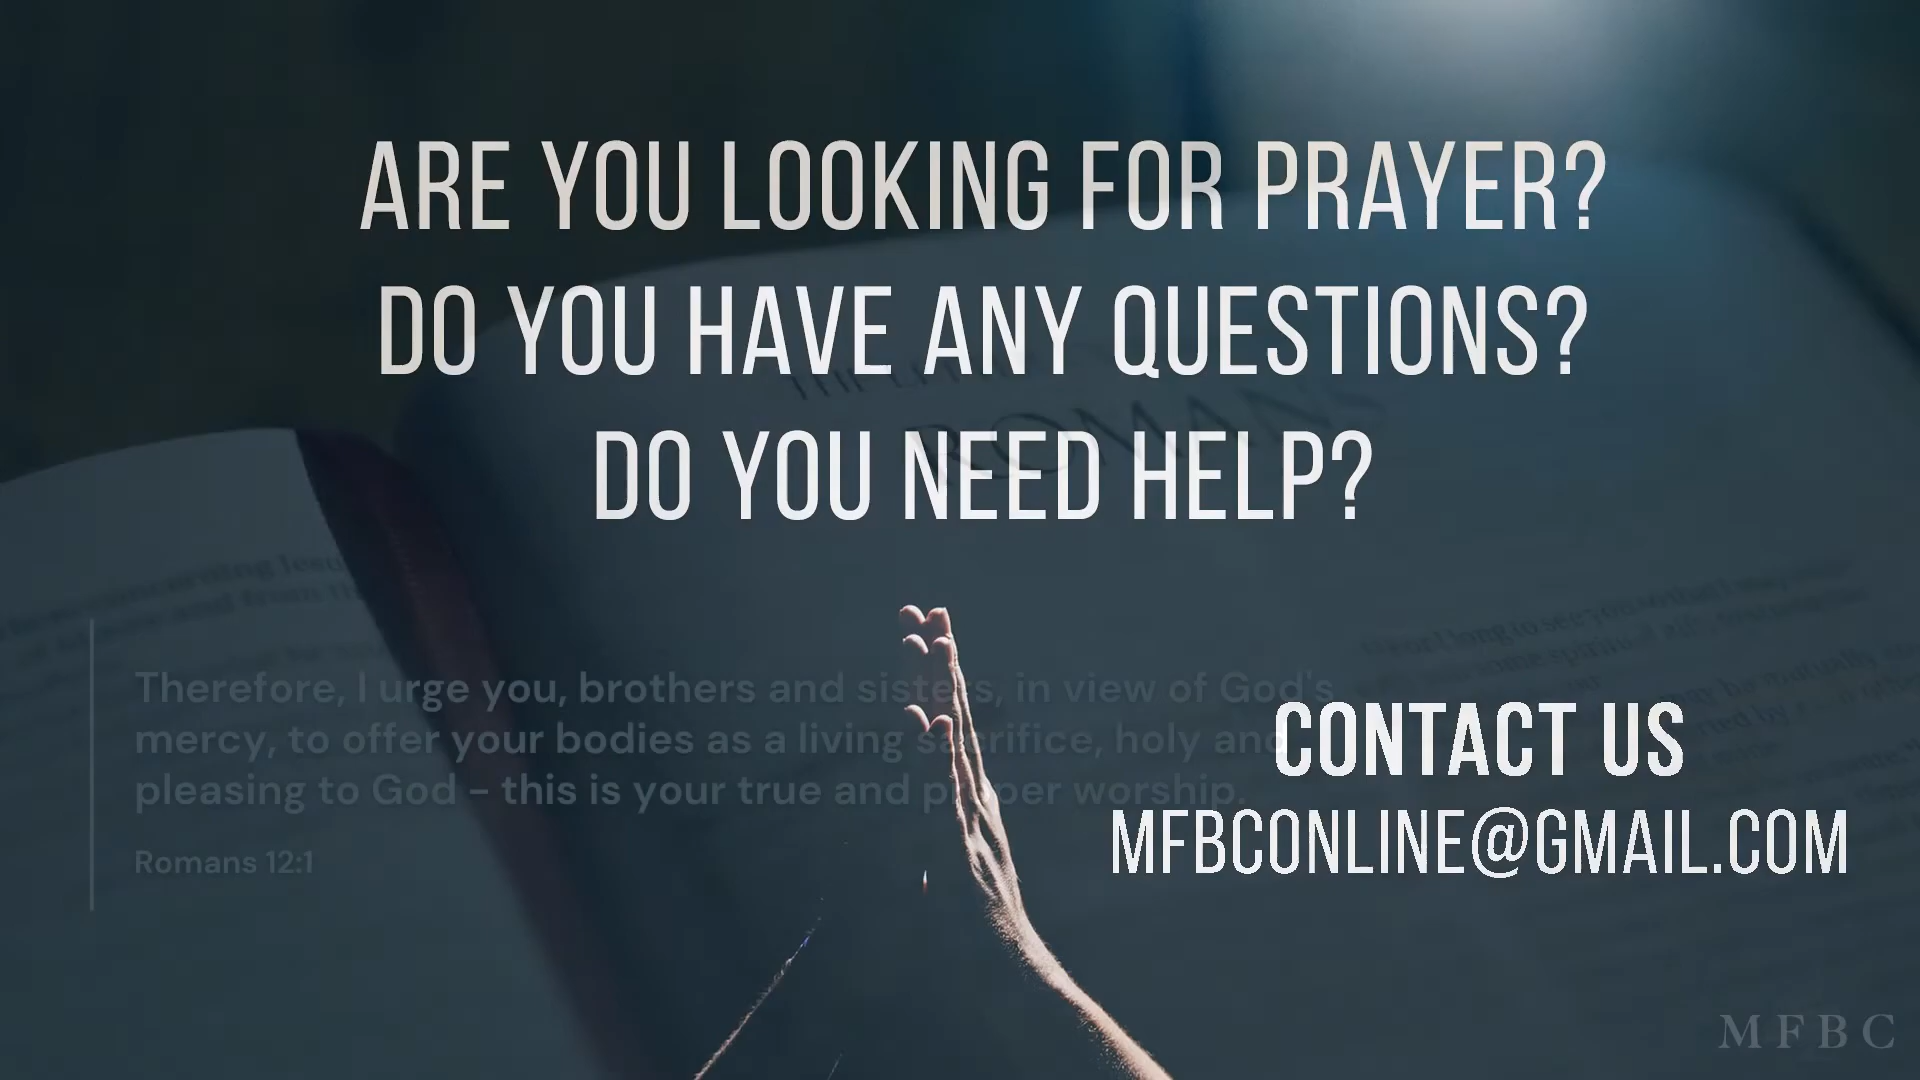 ARE YOU LOOKING FOR PRAYER?
DO YOU HAVE ANY QUESTIONS?
DO YOU NEED HELP?
ROMANS
Therefore, I urge you, brothers and sisters, in view of God's
mercy, to offer your bodies as a living sacrifice, holy and
pleasing to God - this is your true and proper worship.
Romans 12:1
CONTACT US
MFBCONLINE@GMAIL.COM
MFBC